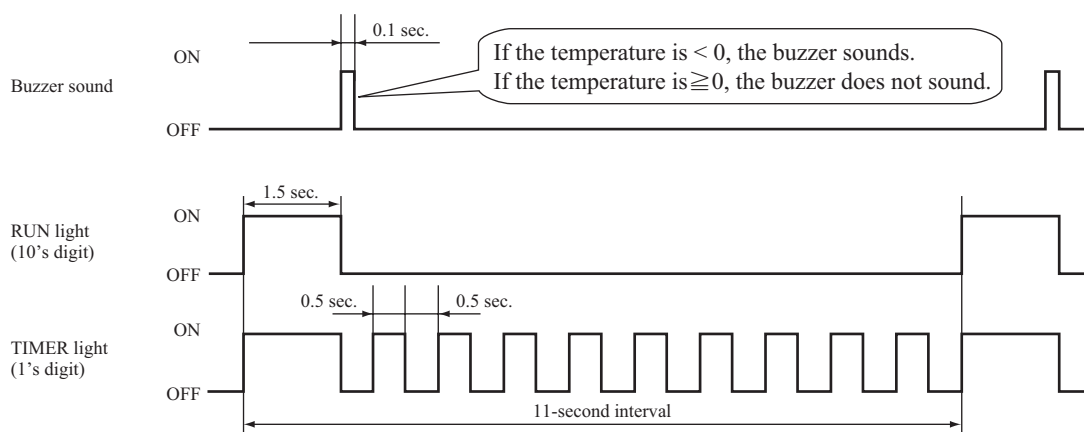 0.1 sec.
ON
If the temperature is < 0, the buzzer sounds.
If the temperature is ≧0, the buzzer does not sound.
Buzzer sound
OFF
1.5 sec.
ON
RUN light
(10’s digit)
OFF
0.5 sec.
0.5 sec.
ON
TIMER light
(1’s digit)
OFF
11-second interval